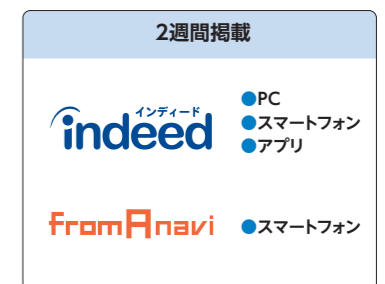 2週間掲載
インディード
indeed
●PC
●スマートフォン
●アプリ
fromAnavi
●スマートフォン